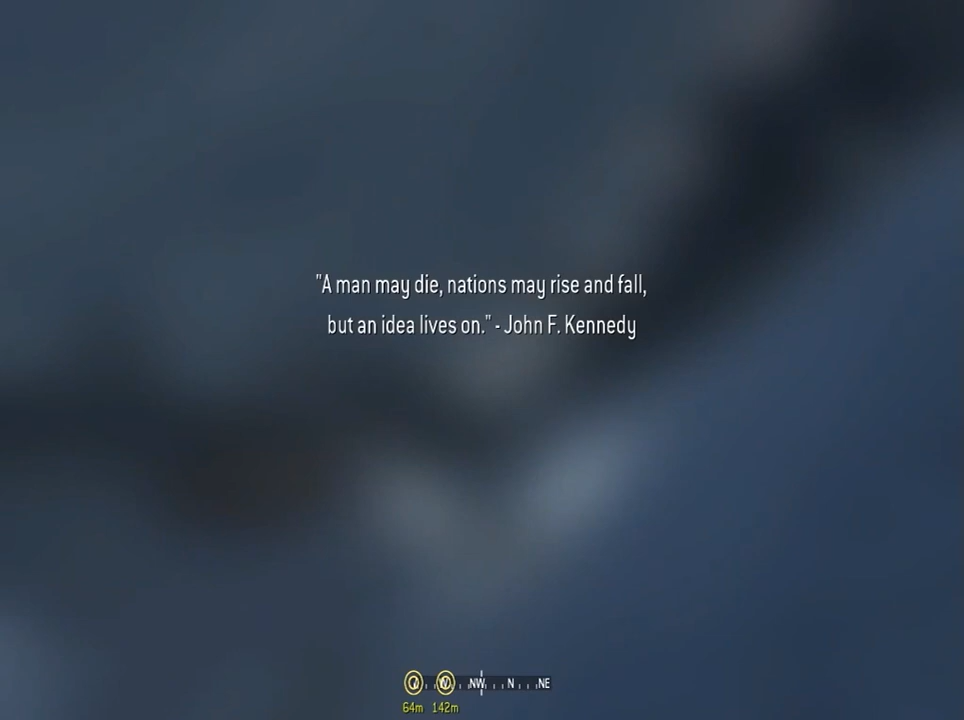 "A man may die, nations may rise and fall,
but an idea lives on." - John F. Kennedy
W NW N NE
64m 142m